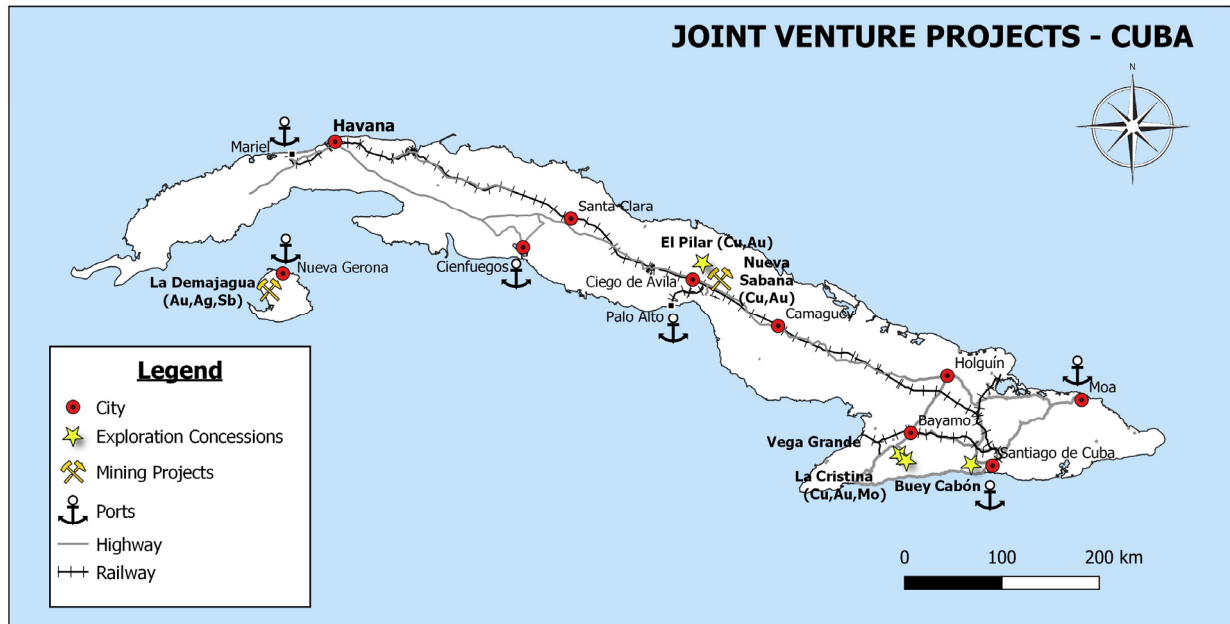 JOINT VENTURE PROJECTS - CUBA
N
Havana
Mariel
Santa Clara
El Pilar (Cu,Au)
Nueva
Sabana
(Cu,Au)
Nueva Gerona
La Demajagua
(Au,Ag,Sb)
Cienfuegos
Ciego de Ávila
Palo Alto
Camaguey
Holguín
Moa
Bayamo
Vega Grande
Santiago de Cuba
La Cristina
(Cu,Au,Mo)
Buey Cabón
Legend
City
Exploration Concessions
Mining Projects
Ports
Highway
Railway
0 100 200 km